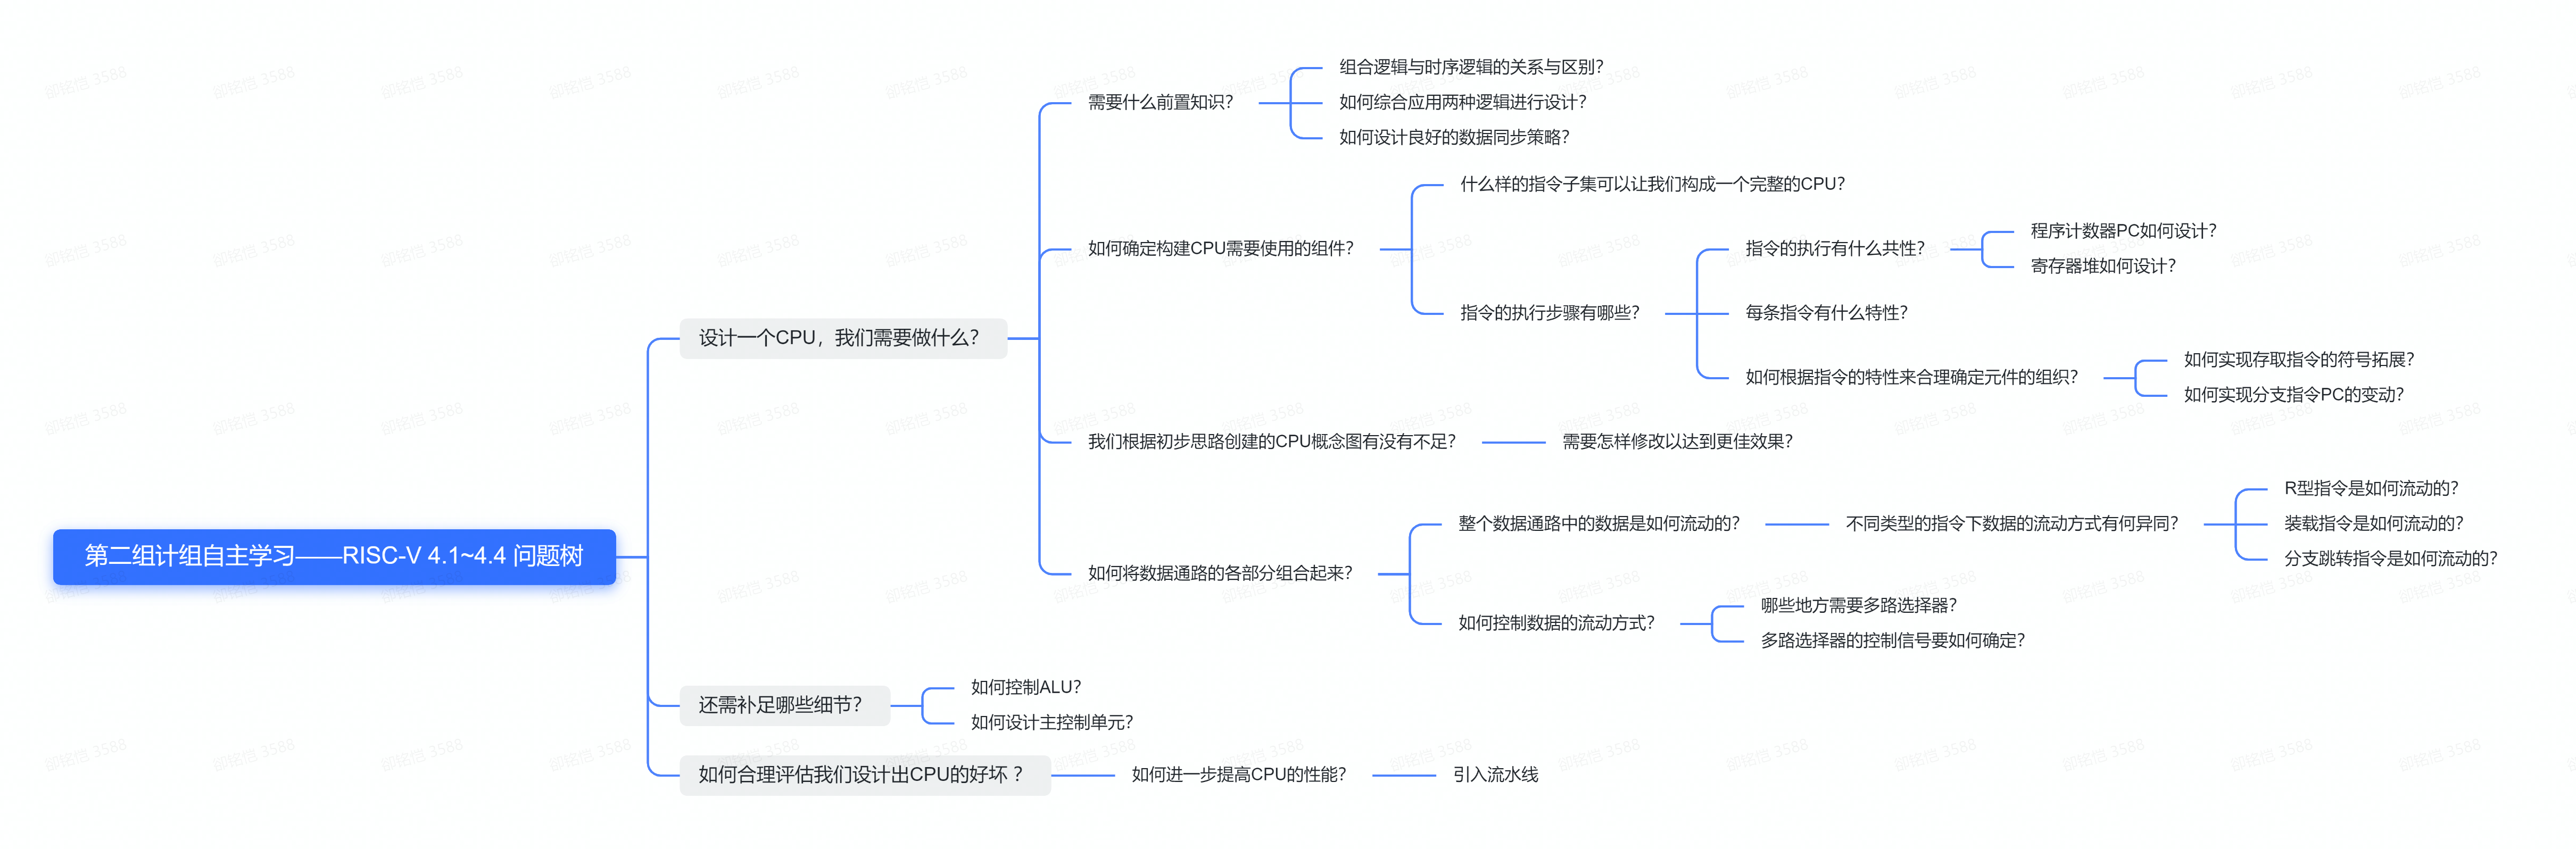 第二组计组自主学习——RISC-V 4.1~4.4 问题树
设计一个CPU，我们需要做什么？
需要什么前置知识？
组合逻辑与时序逻辑的关系与区别？
如何综合应用两种逻辑进行设计？
如何设计良好的数据同步策略？
如何确定构建CPU需要使用的组件？
什么样的指令子集可以让我们构成一个完整的CPU？
指令的执行步骤有哪些？
指令的执行有什么共性？
程序计数器PC如何设计？
寄存器堆如何设计？
每条指令有什么特性？
如何根据指令的特性来合理确定元件的组织？
如何实现存取指令的符号拓展？
如何实现分支指令PC的变动？
我们根据初步思路创建的CPU概念图有没有不足？
需要怎样修改以达到更佳效果？
如何将数据通路的各部分组合起来？
整个数据通路中的数据是如何流动的？
不同类型的指令下数据的流动方式有何异同？
R型指令是如何流动的？
装载指令是如何流动的？
分支跳转指令是如何流动的？
如何控制数据的流动方式？
哪些地方需要多路选择器？
多路选择器的控制信号要如何确定？
还需补足哪些细节？
如何控制ALU？
如何设计主控制单元？
如何合理评估我们设计出CPU的好坏 ？
如何进一步提高CPU的性能？
引入流水线